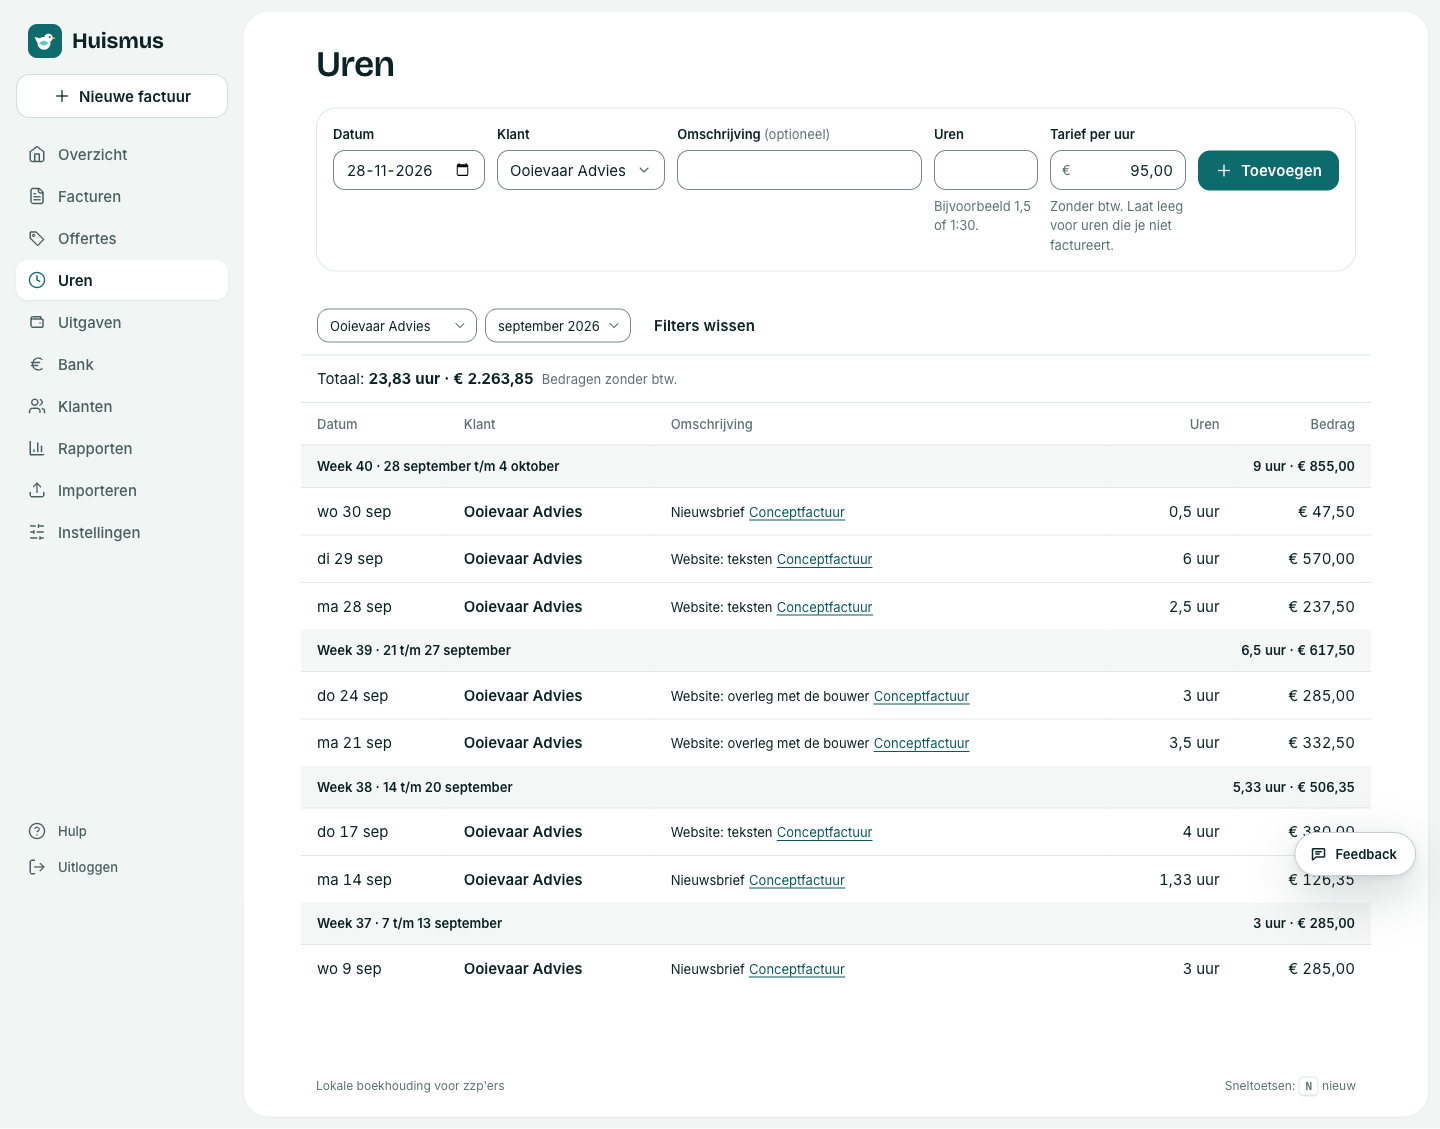 Huismus
Nieuwe factuur
Overzicht
Facturen
Offertes
Uren
Uitgaven
Bank
Klanten
Rapporten
Importeren
Instellingen
Hulp
Uitloggen
Uren
Datum Klant Omschrijving (optioneel) Uren Tarief per uur
28-11-2026 Ooievaar Advies € 95,00 Toevoegen
Bijvoorbeeld 1,5 of 1:30.
Zonder btw. Laat leeg voor uren die je niet factureert.
Ooievaar Advies september 2026 Filters wissen
Totaal: 23,83 uur · € 2.263,85 Bedragen zonder btw.
Datum Klant Omschrijving Uren Bedrag
Week 40 · 28 september t/m 4 oktober 9 uur · € 855,00
wo 30 sep Ooievaar Advies Nieuwsbrief Conceptfactuur 0,5 uur € 47,50
di 29 sep Ooievaar Advies Website: teksten Conceptfactuur 6 uur € 570,00
ma 28 sep Ooievaar Advies Website: teksten Conceptfactuur 2,5 uur € 237,50
Week 39 · 21 t/m 27 september 6,5 uur · € 617,50
do 24 sep Ooievaar Advies Website: overleg met de bouwer Conceptfactuur 3 uur € 285,00
ma 21 sep Ooievaar Advies Website: overleg met de bouwer Conceptfactuur 3,5 uur € 332,50
Week 38 · 14 t/m 20 september 5,33 uur · € 506,35
do 17 sep Ooievaar Advies Website: teksten Conceptfactuur 4 uur € 380,00
Feedback
ma 14 sep Ooievaar Advies Nieuwsbrief Conceptfactuur 1,33 uur € 126,35
Week 37 · 7 t/m 13 september 3 uur · € 285,00
wo 9 sep Ooievaar Advies Nieuwsbrief Conceptfactuur 3 uur € 285,00
Lokale boekhouding voor zzp'ers Sneltoetsen: N nieuw